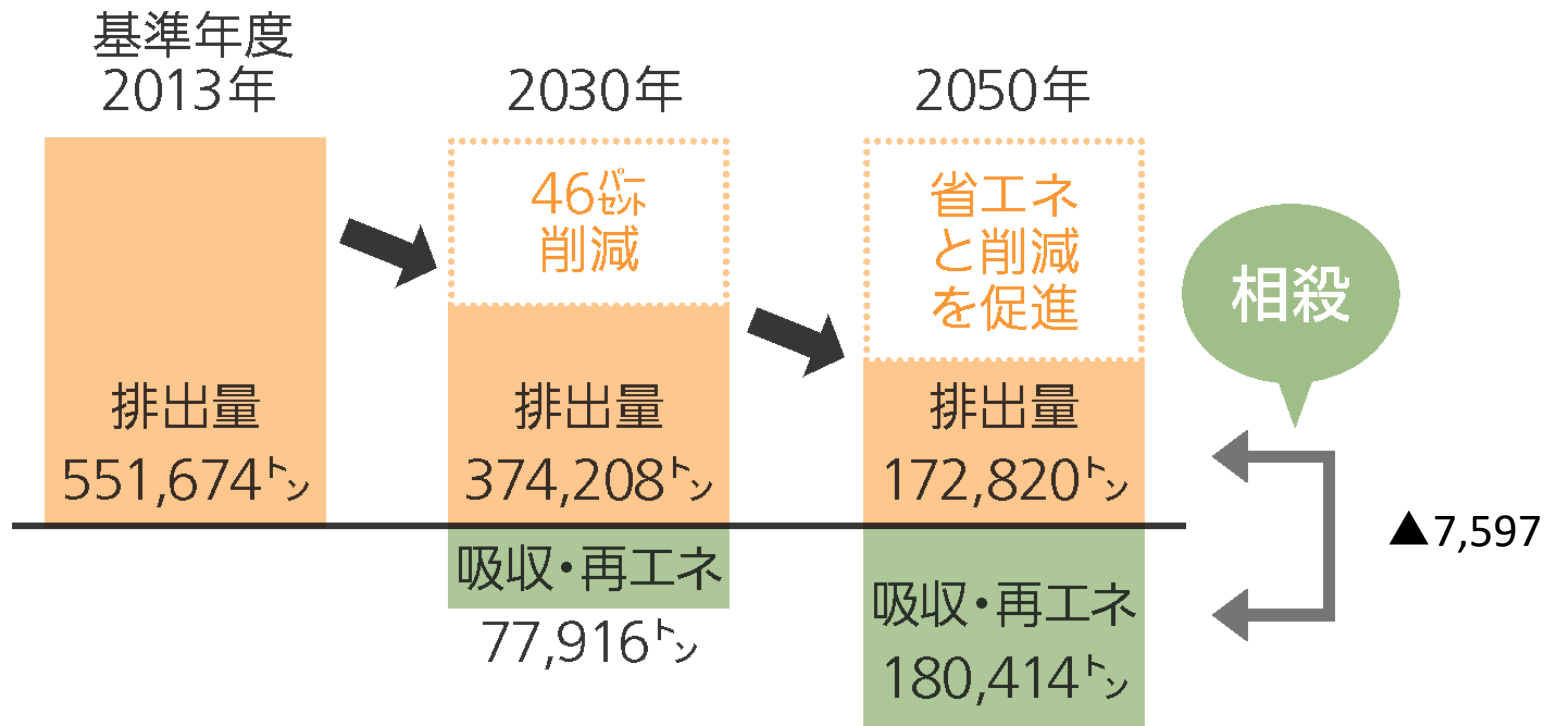 基準年度
2013年
2030年
2050年
46㌫
削減
省エネ
と削減
を促進
相殺
排出量
551,674トン
排出量
374,208トン
排出量
172,820トン
▲7,597
吸収・再エネ
77,916トン
吸収・再エネ
180,414トン